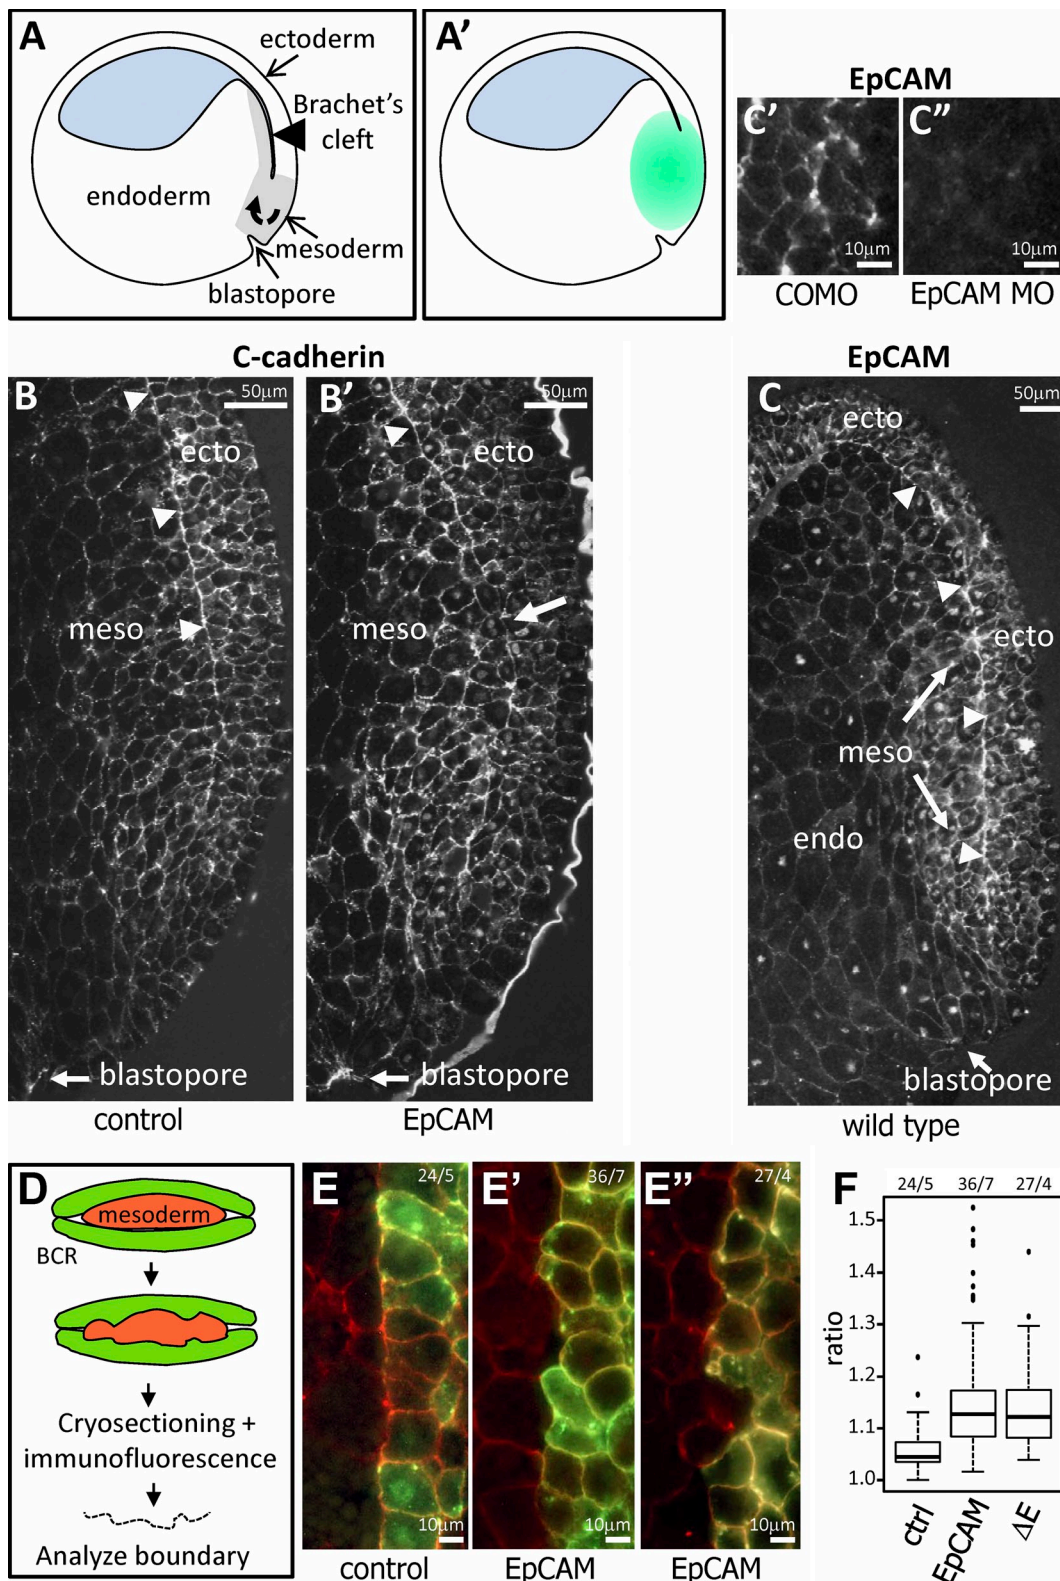 A
ectoderm
Brachet's
cleft
endoderm
mesoderm
blastopore
A'
EpCAM
C'
10μm
COMO
C"
10μm
EpCAM MO
C-cadherin
B
50μm
ecto
meso
blastopore
control
B'
50μm
ecto
meso
blastopore
EpCAM
EpCAM
C
50μm
ecto
ecto
meso
endo
blastopore
wild type
D
mesoderm
BCR
Cryosectioning +
immunofluorescence
Analyze boundary
E
24/5
10μm
control
E'
36/7
10μm
EpCAM
E"
27/4
10μm
EpCAM
F
24/5 36/7 27/4
ratio
1.5
1.4
1.3
1.2
1.1
1.0
ctrl
EpCAM
ΔE